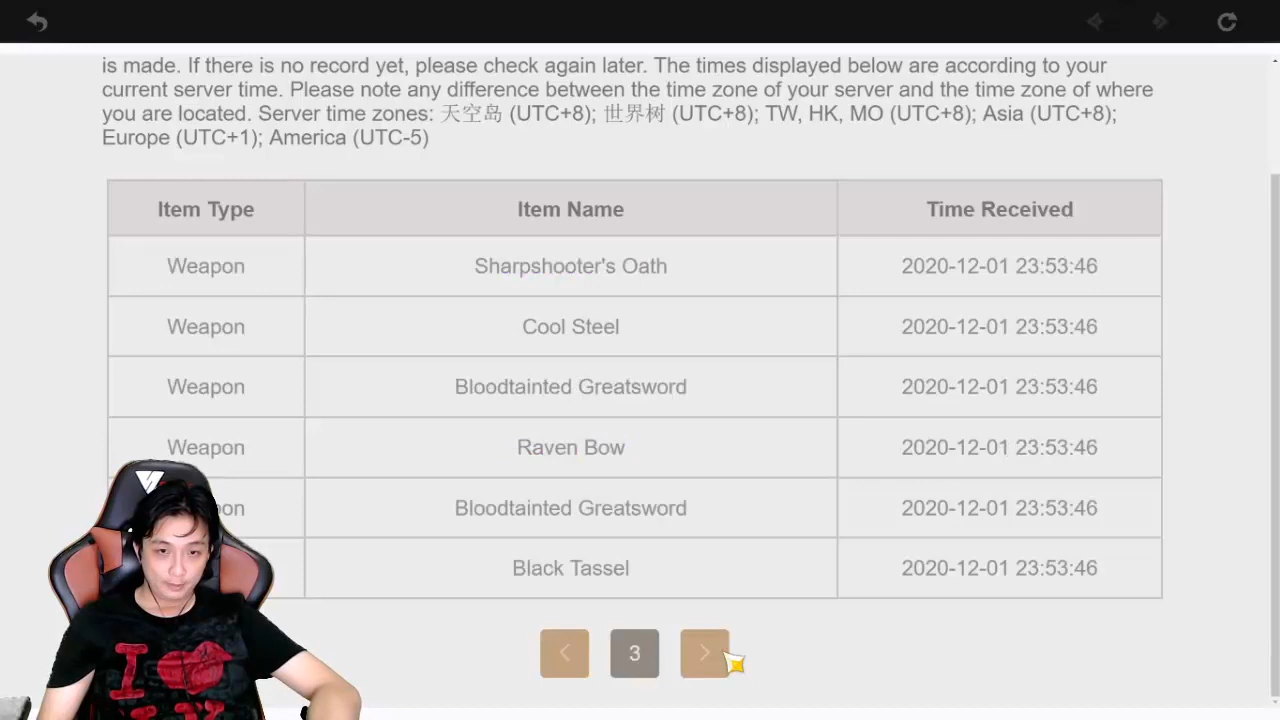 is made. If there is no record yet, please check again later. The times displayed below are according to your
current server time. Please note any difference between the time zone of your server and the time zone of where
you are located. Server time zones: 天空岛 (UTC+8); 世界树 (UTC+8); TW, HK, MO (UTC+8); Asia (UTC+8);
Europe (UTC+1); America (UTC-5)
Item Type Item Name Time Received
Weapon Sharpshooter's Oath 2020-12-01 23:53:46
Weapon Cool Steel 2020-12-01 23:53:46
Weapon Bloodtainted Greatsword 2020-12-01 23:53:46
Weapon Raven Bow 2020-12-01 23:53:46
on Bloodtainted Greatsword 2020-12-01 23:53:46
Black Tassel 2020-12-01 23:53:46
3
I